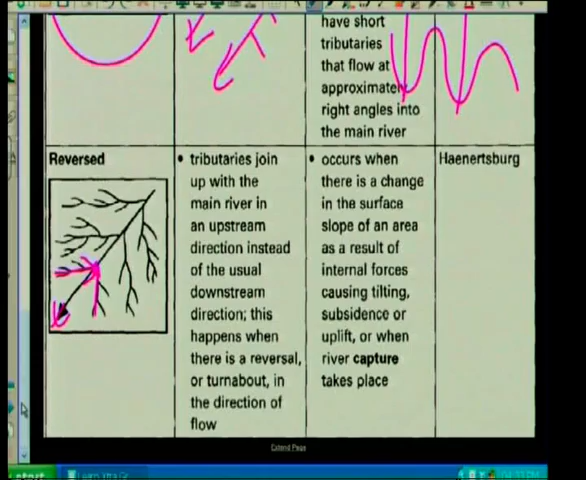 have short
tributaries
that flow at
approximately
right angles into
the main river
Reversed
• tributaries join
up with the
main river in
an upstream
direction instead
of the usual
downstream
direction; this
happens when
there is a reversal,
or turnabout, in
the direction of
flow
• occurs when
there is a change
in the surface
slope of an area
as a result of
internal forces
causing tilting,
subsidence or
uplift, or when
river capture
takes place
Haenertsburg
Extend Page
start